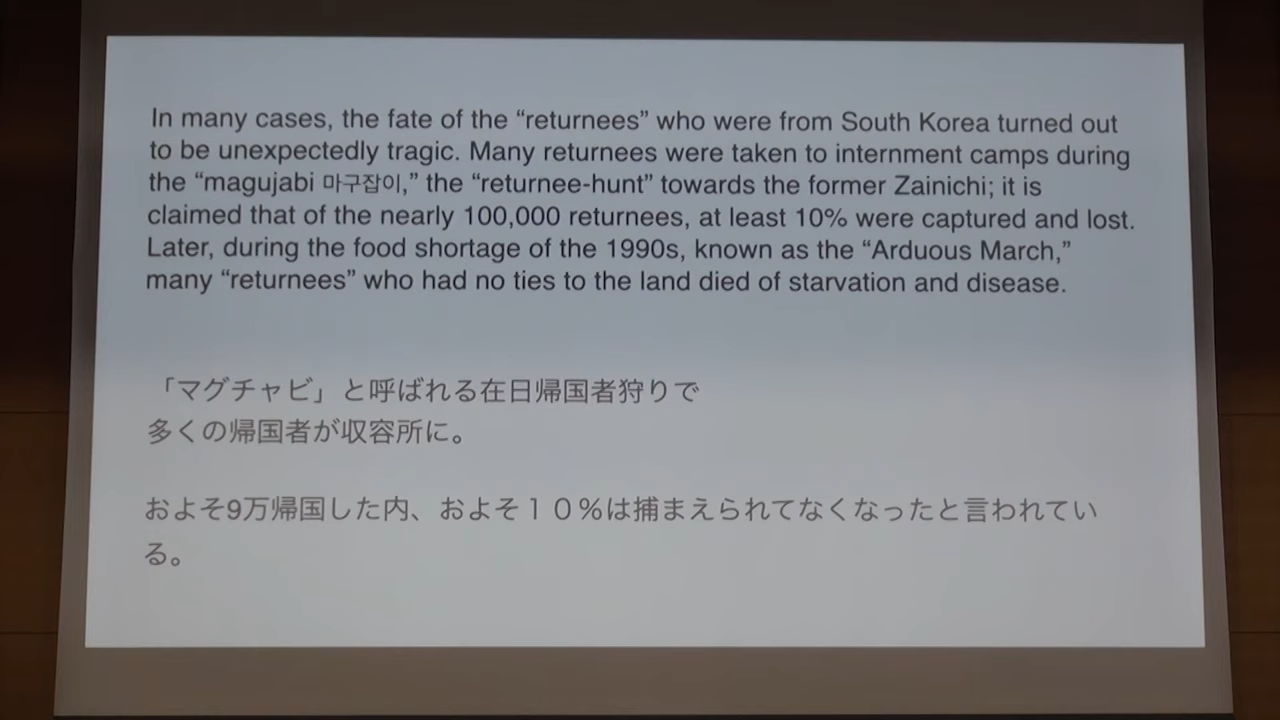 In many cases, the fate of the “returnees” who were from South Korea turned out
to be unexpectedly tragic. Many returnees were taken to internment camps during
the “magujabi 마구잡이,” the “returnee-hunt” towards the former Zainichi; it is
claimed that of the nearly 100,000 returnees, at least 10% were captured and lost.
Later, during the food shortage of the 1990s, known as the “Arduous March,”
many “returnees” who had no ties to the land died of starvation and disease.
「マグチャビ」と呼ばれる在日帰国者狩りで
多くの帰国者が収容所に。
およそ9万帰国した内、およそ１０％は捕まえられてなくなったと言われてい
る。